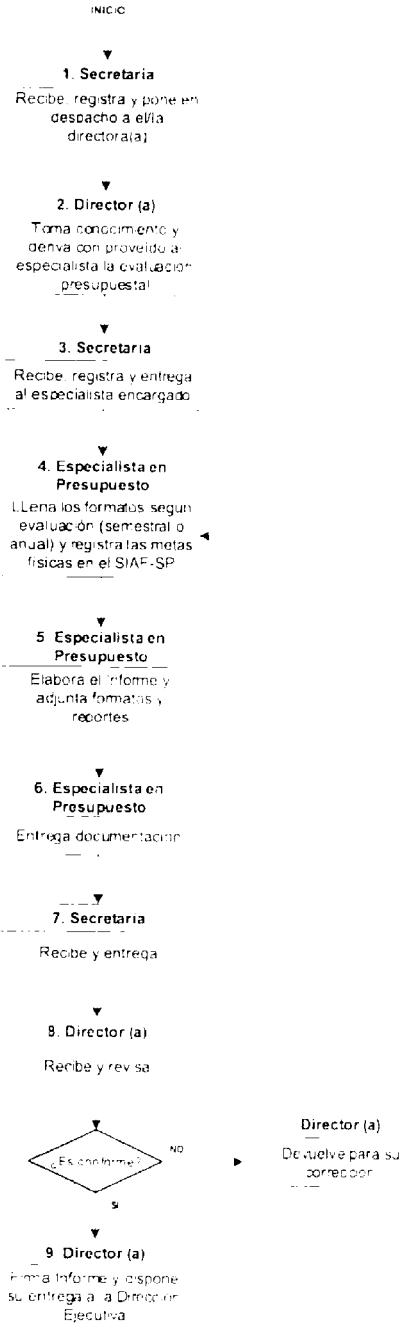 INICIO
1. Secretaria
Recibe, registra y pone en
despacho a el/la
directora(a)
2. Director (a)
Toma conocimiento y
deriva con proveído a
especialista la evaluación
presupuestal
3. Secretaria
Recibe, registra y entrega
al especialista encargado
4. Especialista en
Presupuesto
LLena los formatos segun
evaluación (semestral o
anual) y registra las metas
físicas en el SIAF-SP
5 Especialista en
Presupuesto
Elabora el informe y
adjunta formatos y
reportes
6. Especialista en
Presupuesto
Entrega documentación
7. Secretaria
Recibe y entrega
8. Director (a)
Recibe y revisa
¿Es conforme?
NO
Director (a)
Devuelve para su
corrección
SI
9 Director (a)
Firma Informe y dispone
su entrega a la Dirección
Ejecutiva